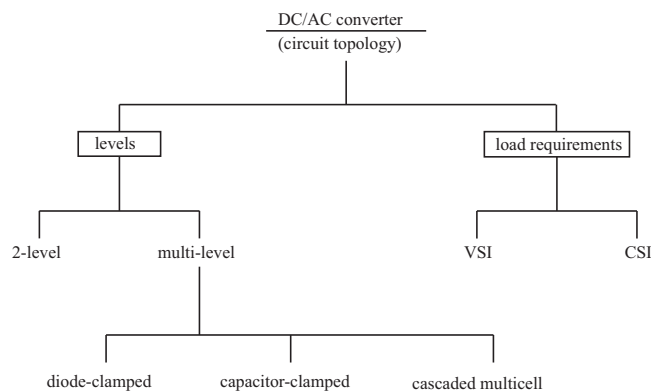 DC/AC converter
(circuit topology)
levels
load requirements
2-level
multi-level
VSI
CSI
diode-clamped
capacitor-clamped
cascaded multicell